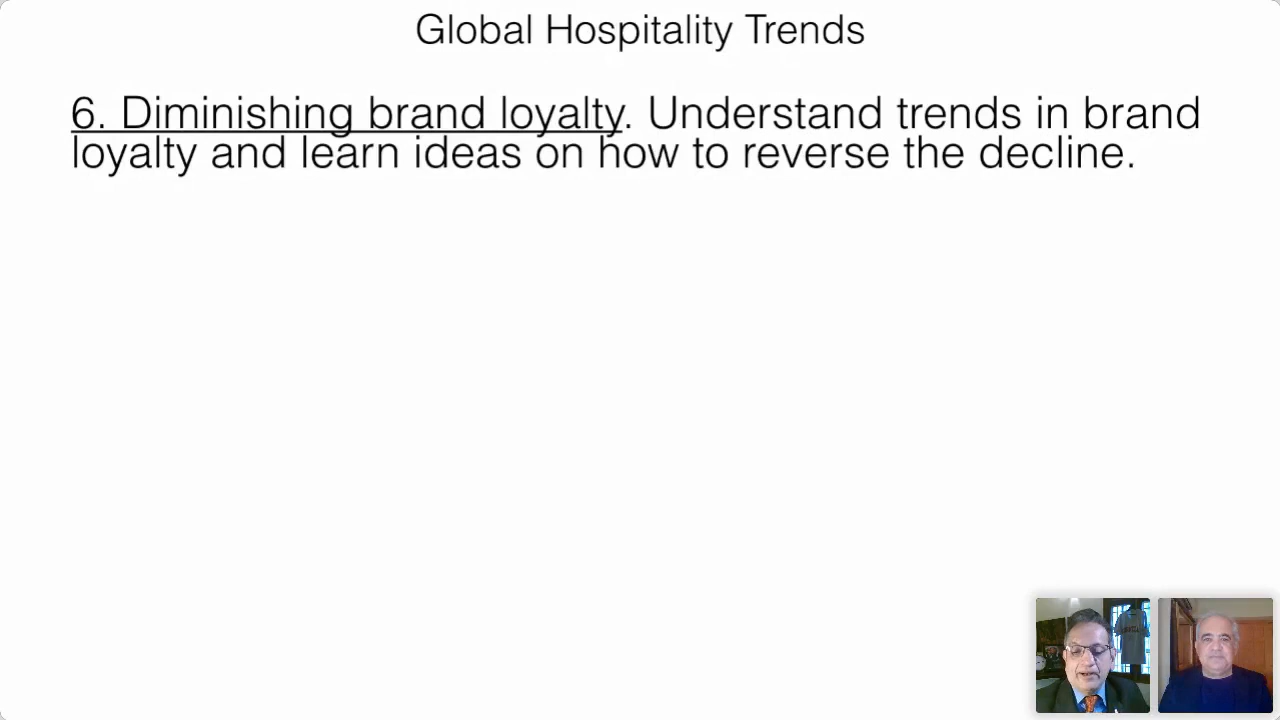 Global Hospitality Trends
6. Diminishing brand loyalty. Understand trends in brand
loyalty and learn ideas on how to reverse the decline.